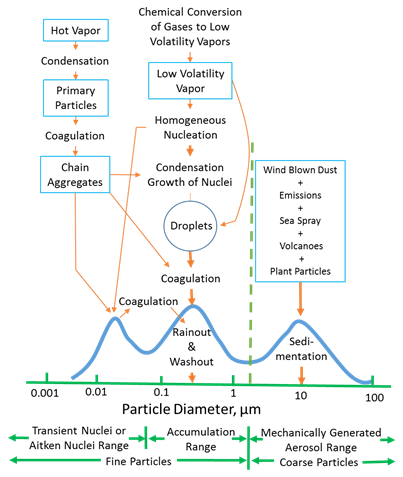 Hot Vapor
Condensation
Primary
Particles
Coagulation
Chain
Aggregates
Chemical Conversion
of Gases to Low
Volatility Vapors
Low Volatility
Vapor
Homogeneous
Nucleation
Condensation
Growth of Nuclei
Droplets
Coagulation
Wind Blown Dust
+
Emissions
+
Sea Spray
+
Volcanoes
+
Plant Particles
Coagulation
Rainout
&
Washout
Sedi-
mentation
0.001
0.01
0.1
1
10
100
Particle Diameter, µm
Transient Nuclei or
Aitken Nuclei Range
Accumulation
Range
Mechanically Generated
Aerosol Range
Fine Particles
Coarse Particles